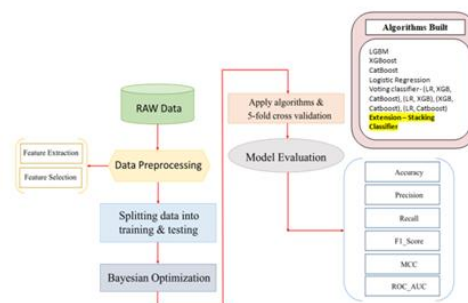 RAW Data
Feature Extraction
Feature Selection
Data Preprocessing
Splitting data into
training & testing
Bayesian Optimization
Apply algorithms &
5-fold cross validation
Model Evaluation
Algorithms Built
LGBM
XGBoost
CatBoost
Logistic Regression
Voting classifier - (LR, XGB,
CatBoost), (LR, XGB), (XGB,
Catboost), (LR, Catboost)
Extension – Stacking
Classifier
Accuracy
Precision
Recall
F1_Score
MCC
ROC_AUC